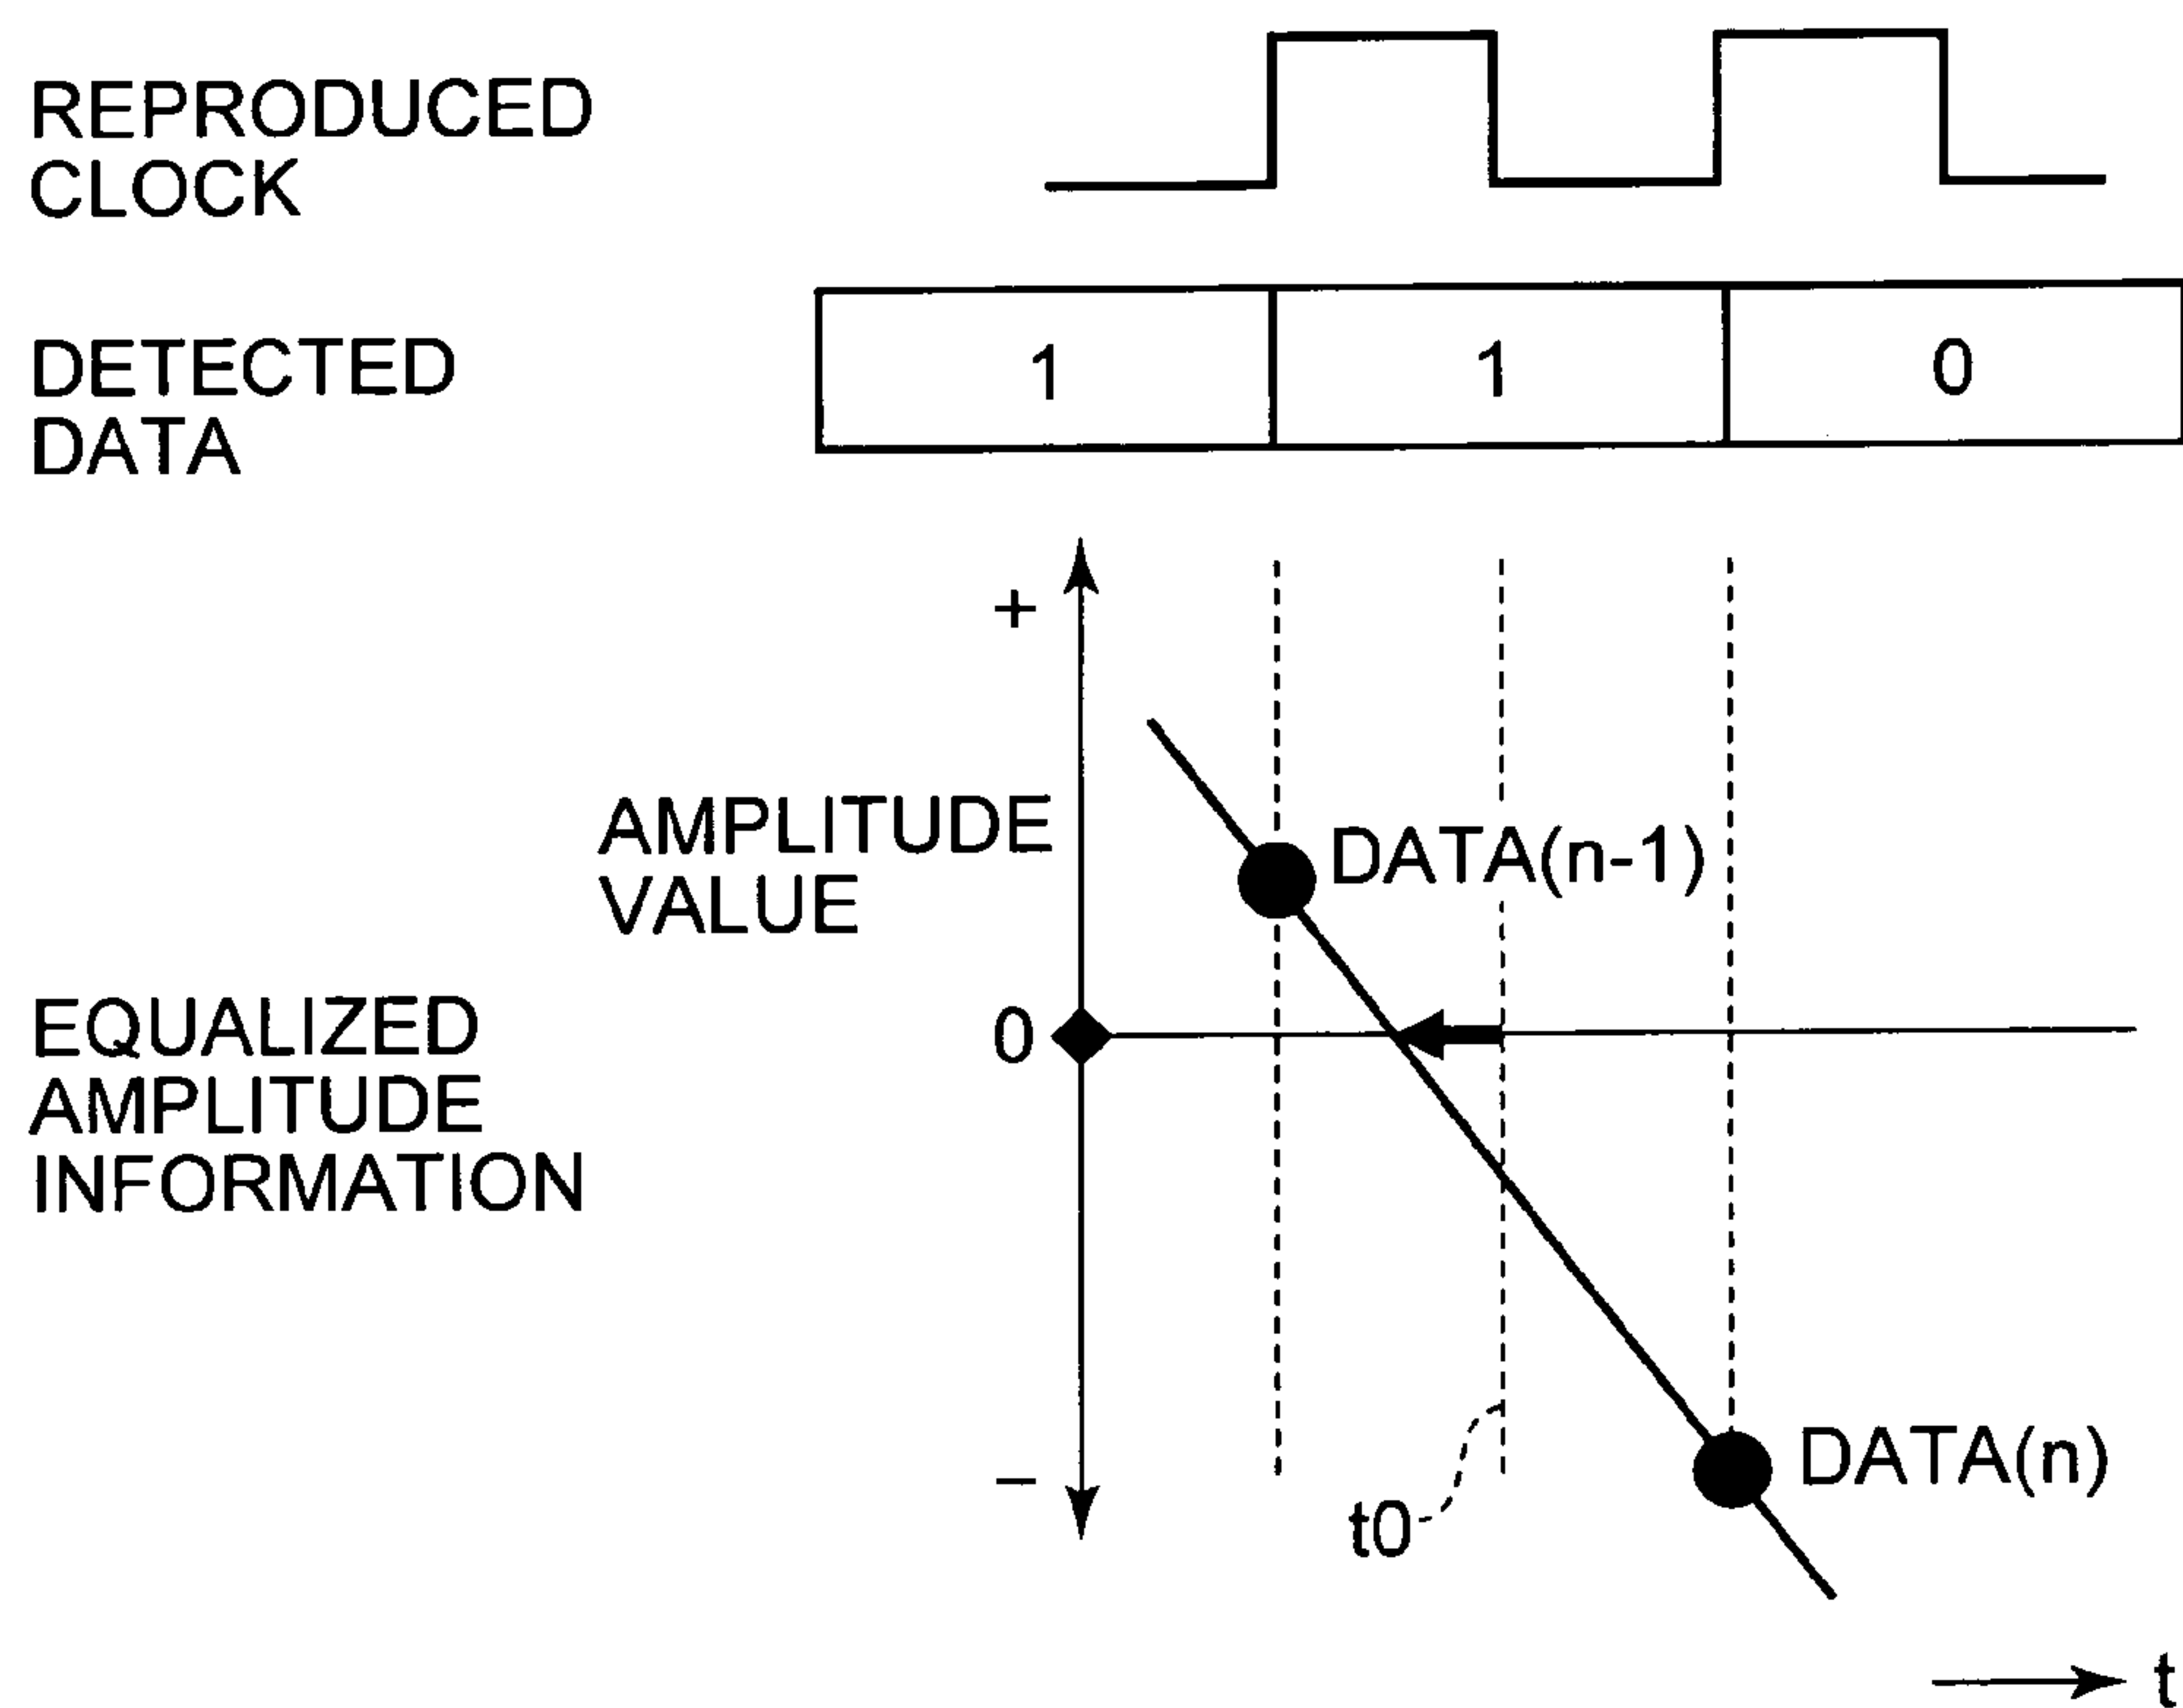 REPRODUCED
CLOCK
DETECTED
DATA
1
1
0
+
AMPLITUDE
VALUE
DATA(n-1)
0
EQUALIZED
AMPLITUDE
INFORMATION
−
DATA(n)
t0
t